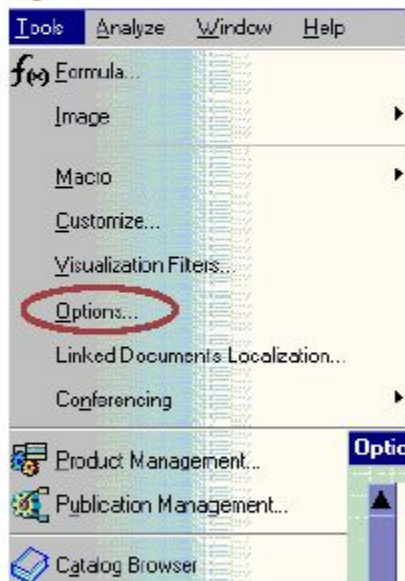 Tools Analyze Window Help
f(x) Formula...
Image
Macro
Customize...
Visualization Filters...
Options...
Linked Documents Localization...
Conferencing
Product Management...
Optio
Publication Management...
Catalog Browser